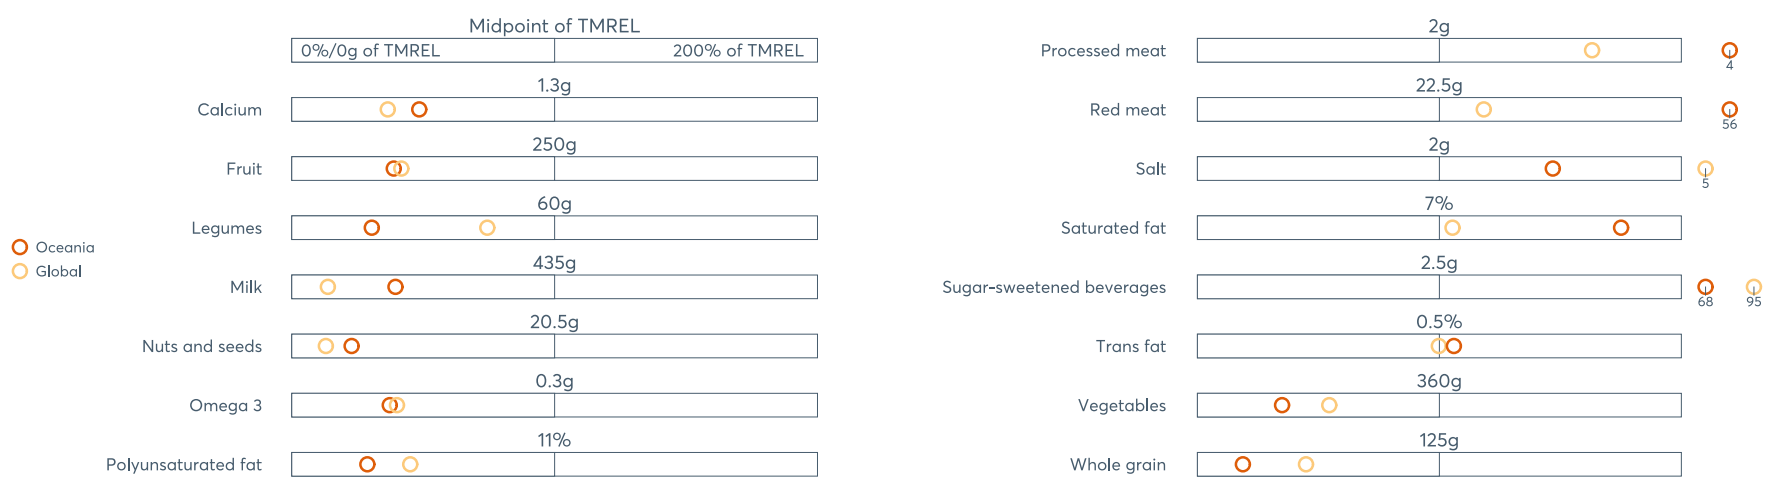 Midpoint of TMREL
0%/0g of TMREL 200% of TMREL
1.3g
Calcium
250g
Fruit
60g
Legumes
Oceania
Global
435g
Milk
20.5g
Nuts and seeds
0.3g
Omega 3
11%
Polyunsaturated fat
2g
Processed meat
4
22.5g
Red meat
56
2g
Salt
5
7%
Saturated fat
2.5g
Sugar-sweetened beverages
68 95
0.5%
Trans fat
360g
Vegetables
125g
Whole grain